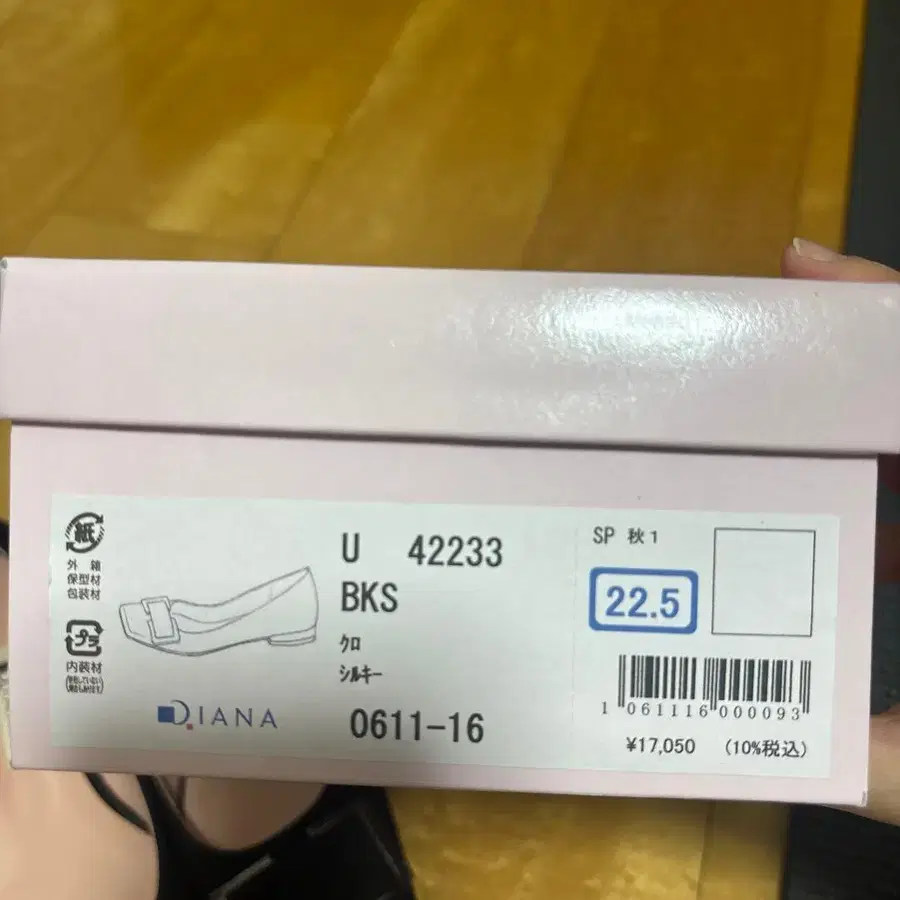 紙
外 箱
保型材
包装材
プラ
内装材
DIANA
U 42233
BKS
クロ
シルキー
0611-16
SP 秋1
22.5
1 061116 000093
¥17,050 (10%税込)